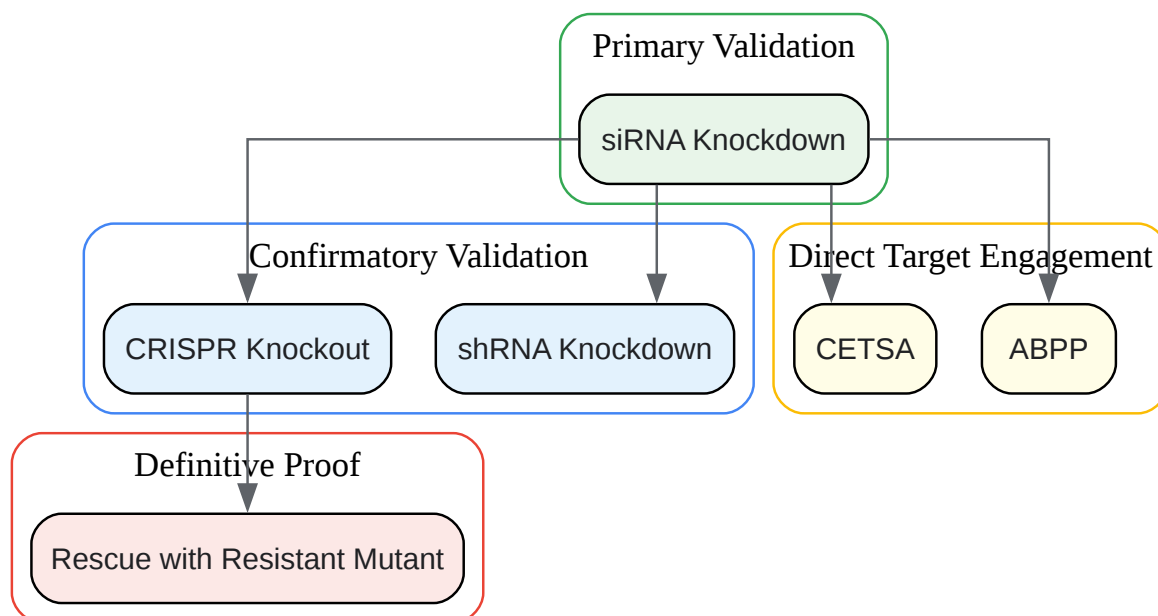 Primary Validation
siRNA Knockdown
Confirmatory Validation
Direct Target Engagement
CRISPR Knockout
shRNA Knockdown
CETSA
ABPP
Definitive Proof
Rescue with Resistant Mutant